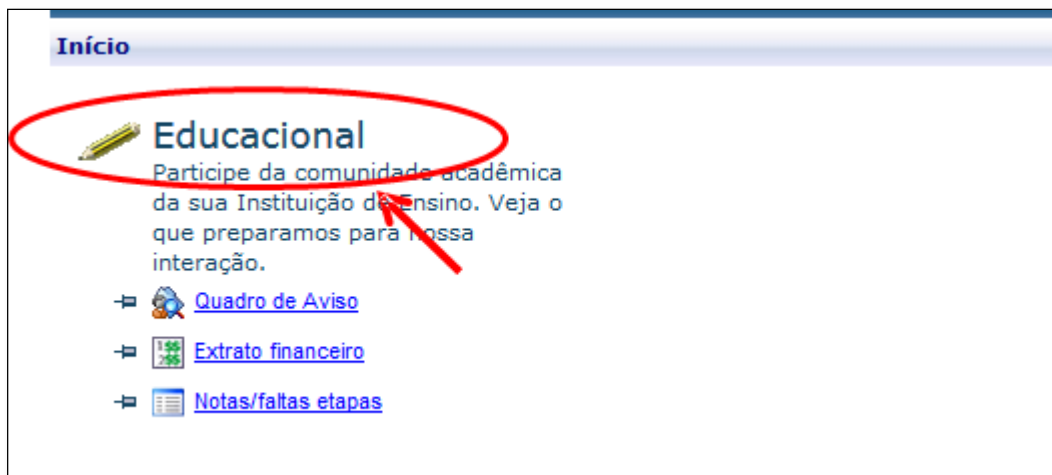 Início
Educacional
Participe da comunidade acadêmica
da sua Instituição de Ensino. Veja o
que preparamos para nossa
interação.
Quadro de Aviso
Extrato financeiro
Notas/faltas etapas